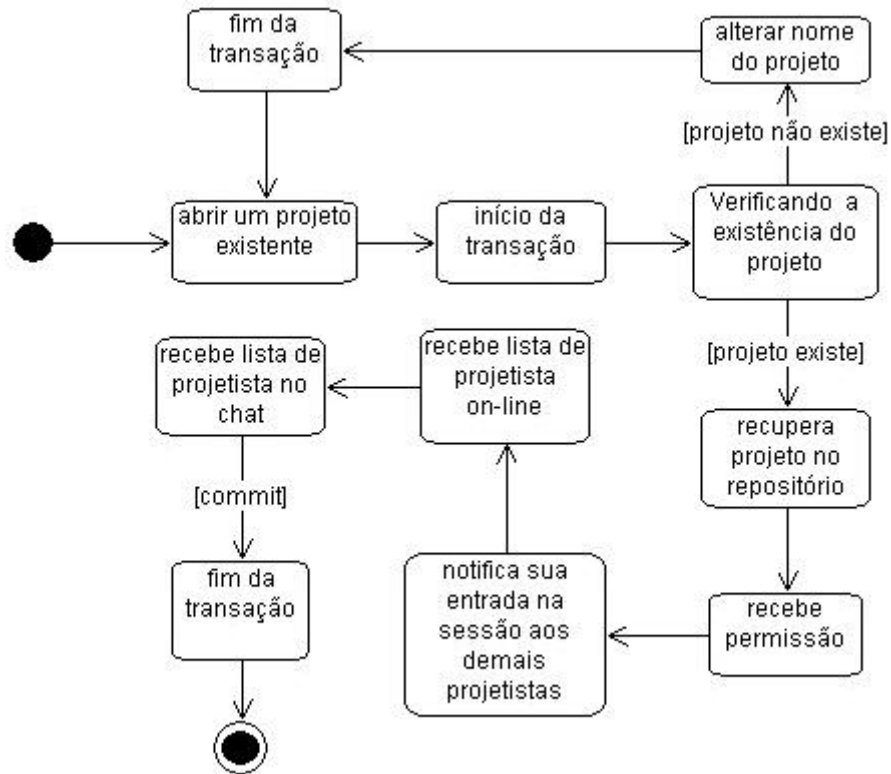 fim da
transação
alterar nome
do projeto
[projeto não existe]
abrir um projeto
existente
início da
transação
Verificando a
existência do
projeto
[projeto existe]
recebe lista de
projetista no
chat
recebe lista de
projetista
on-line
recupera
projeto no
repositório
[commit]
fim da
transação
notifica sua
entrada na
sessão aos
demais
projetistas
recebe
permissão